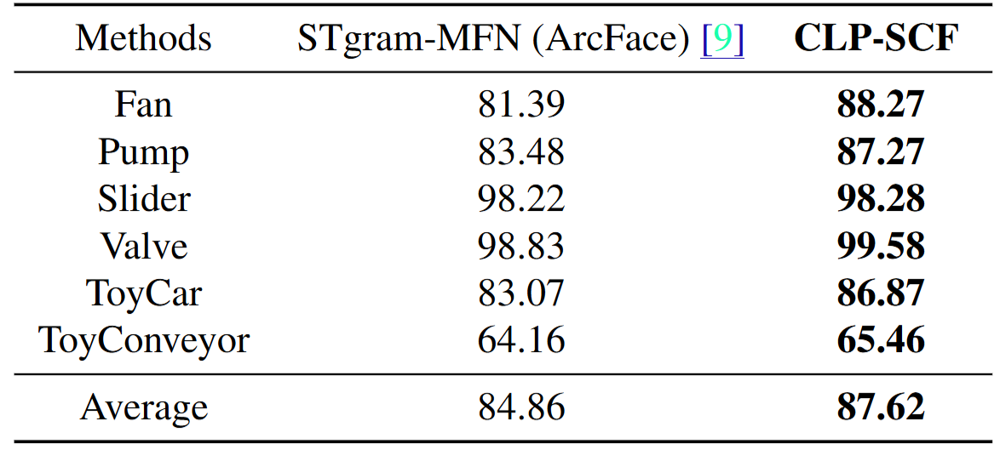 Methods STgram-MFN (ArcFace) [9] CLP-SCF
Fan 81.39 88.27
Pump 83.48 87.27
Slider 98.22 98.28
Valve 98.83 99.58
ToyCar 83.07 86.87
ToyConveyor 64.16 65.46
Average 84.86 87.62